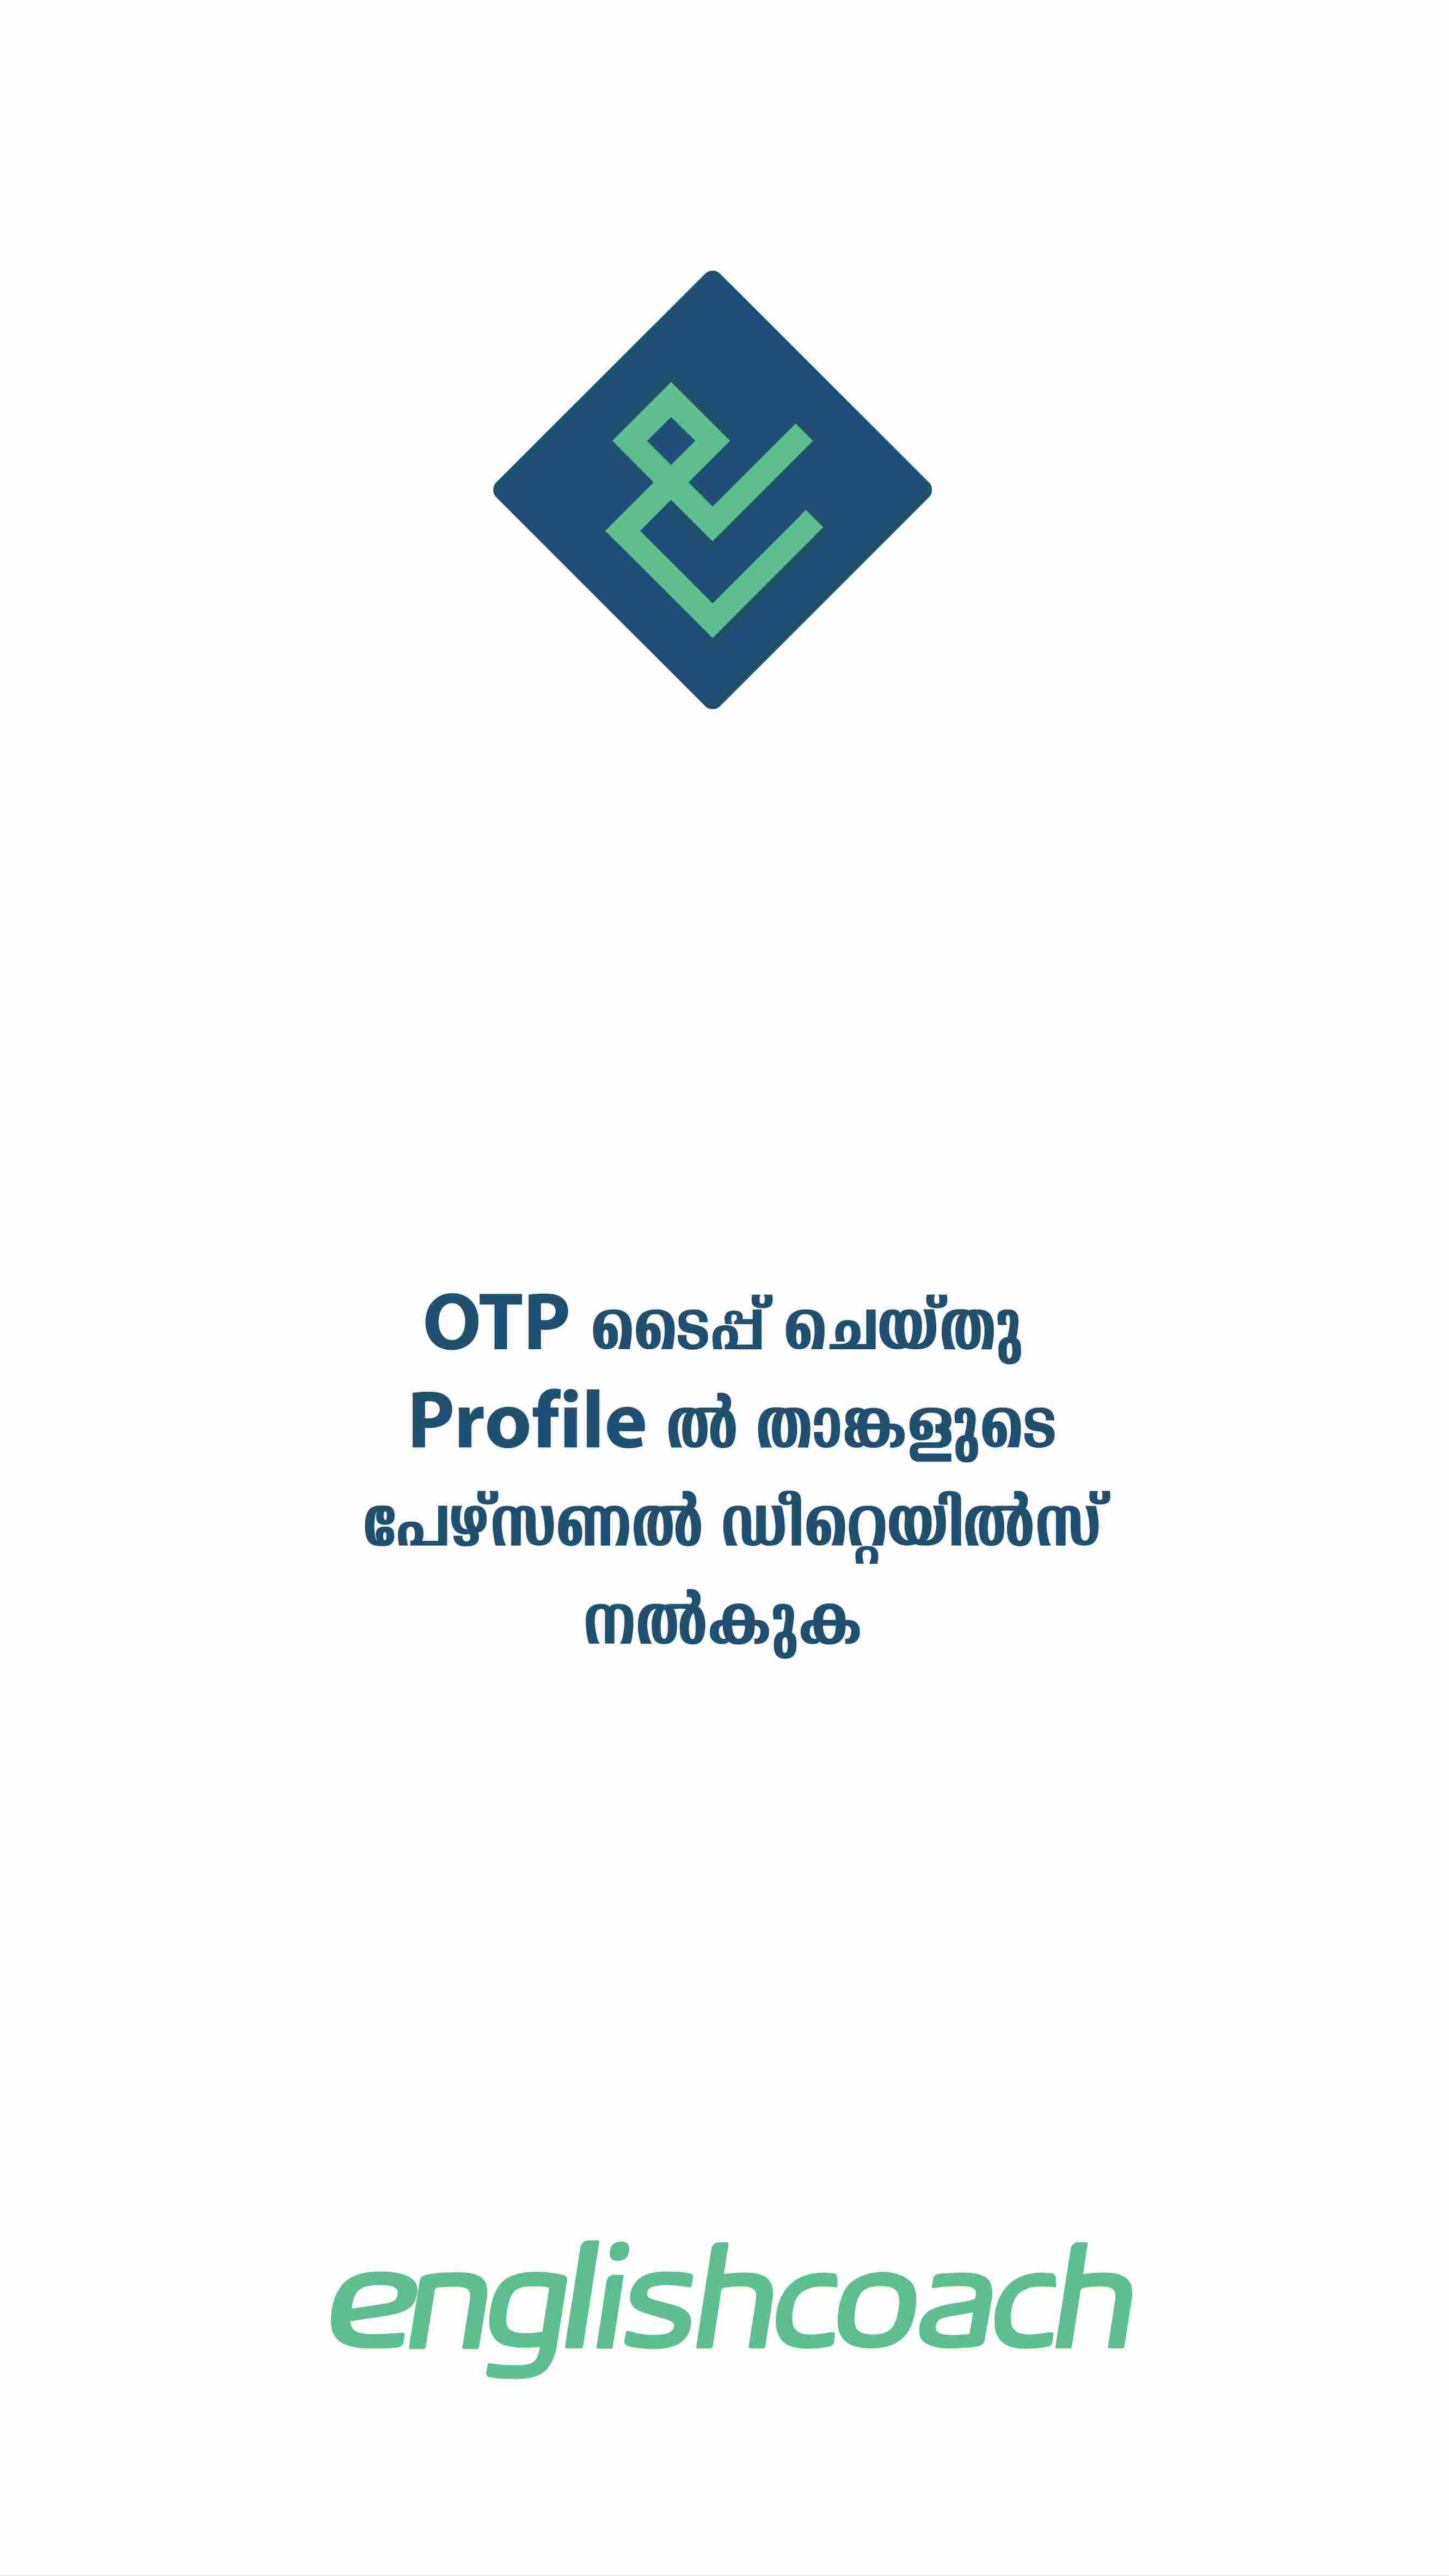 OTP ടൈപ്പ് ചെയ്തു
Profile ൽ താങ്കളുടെ
പേഴ്സണൽ ഡീറ്റെയിൽസ്
നൽകുക
englishcoach